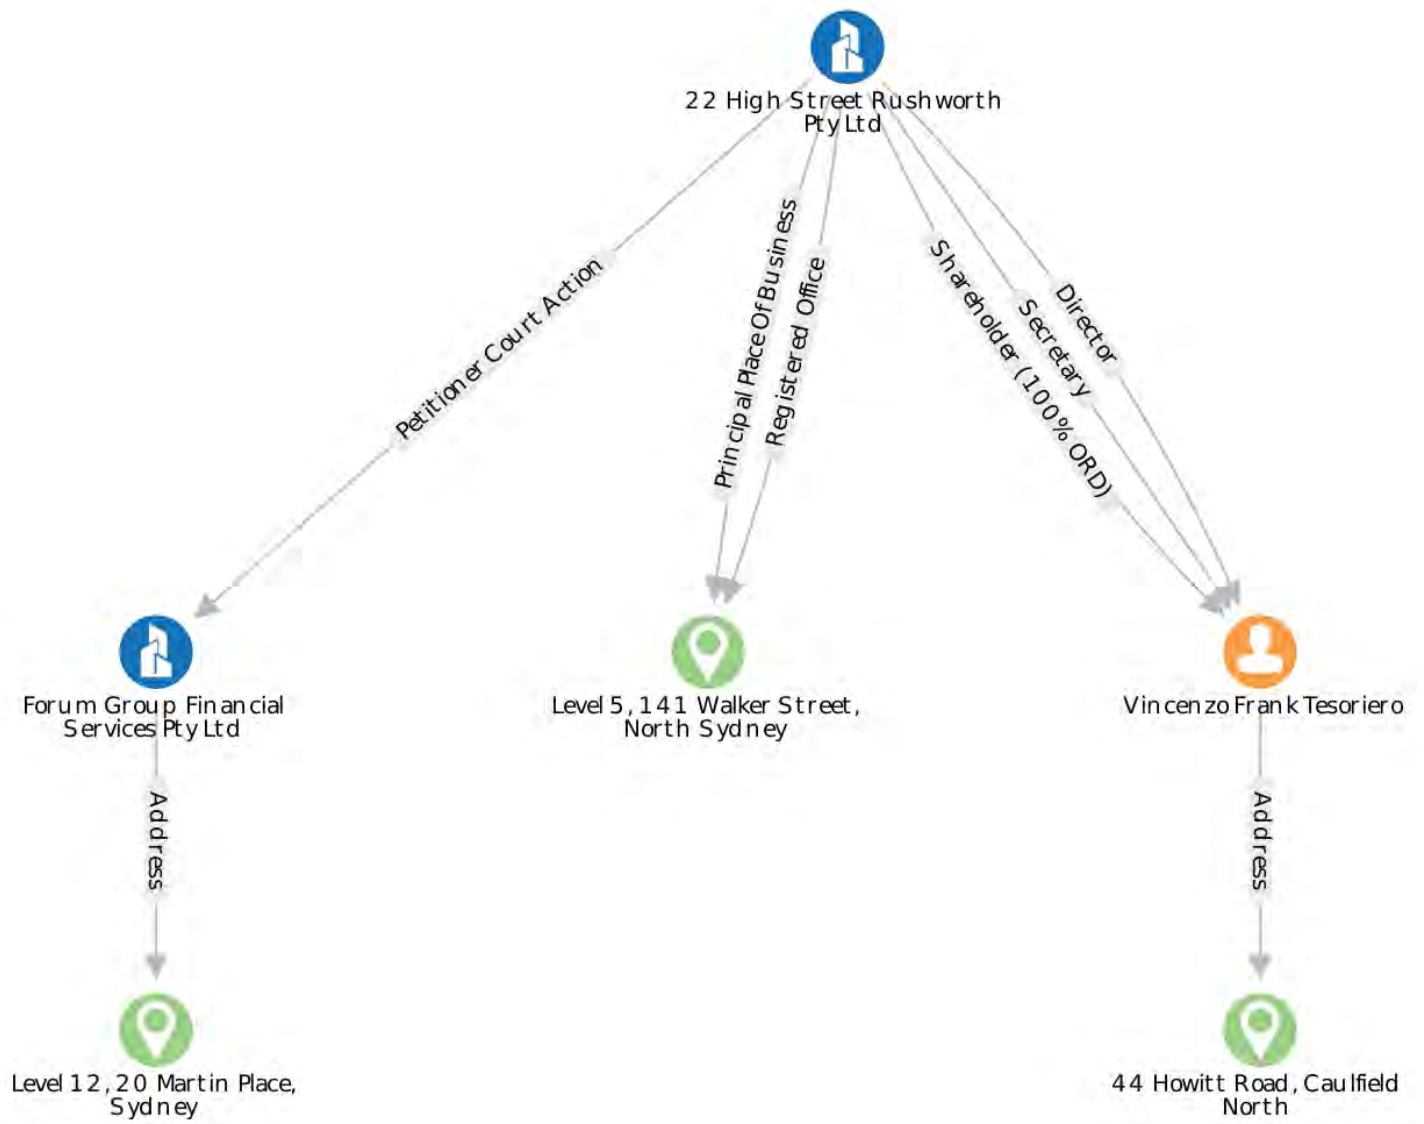 22 High Street Rushworth
Pty Ltd
Petitioner Court Action
Principal Place Of Business
Registered Office
Shareholder (100% ORD)
Secretary
Director
Forum Group Financial
Services Pty Ltd
Level 5, 141 Walker Street,
North Sydney
Vincenzo Frank Tesoriero
Address
Address
Level 12, 20 Martin Place,
Sydney
44 Howitt Road, Caulfield
North